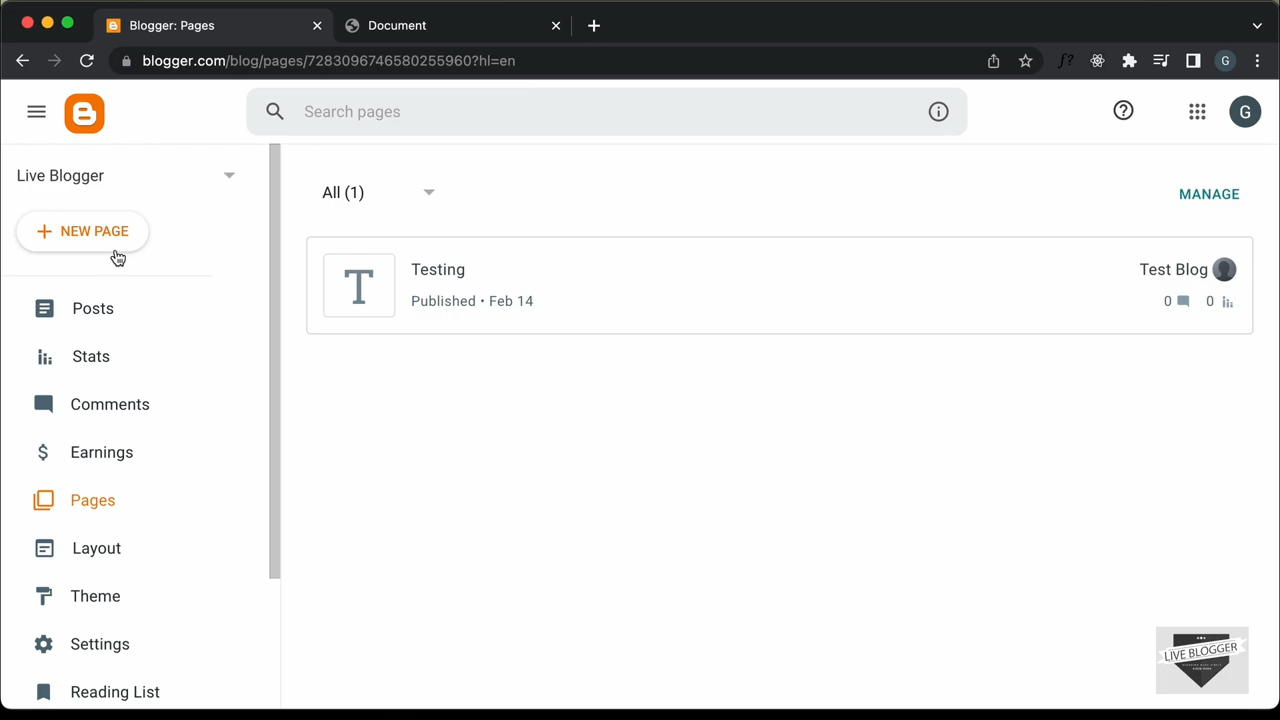 Blogger: Pages
Document
blogger.com/blog/pages/7283096746580255960?hl=en
f?
G
Search pages
G
Live Blogger
All (1)
MANAGE
NEW PAGE
T
Testing
Test Blog
Published • Feb 14
0
0
Posts
Stats
Comments
Earnings
Pages
Layout
Theme
Settings
Reading List
LIVE BLOGGER